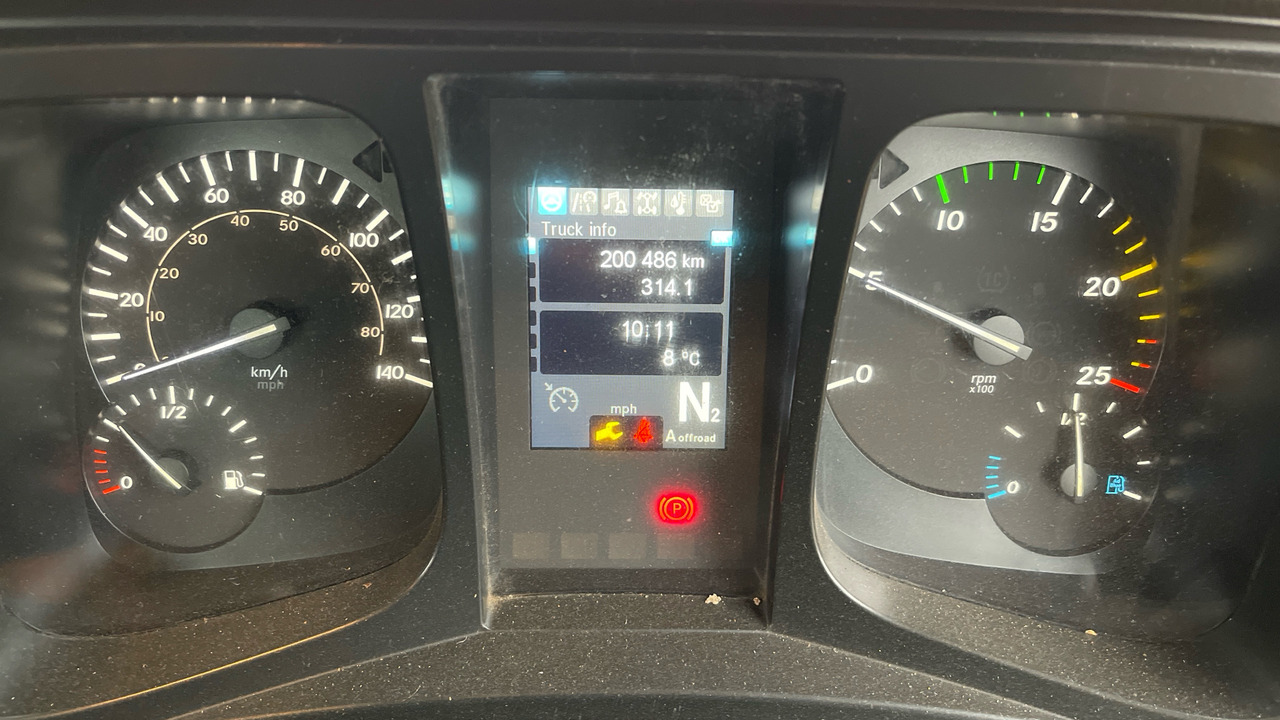 60 80
40 100
20 120
0 140
40 50
30 60
20 70
10 80
km/h
mph
1/2
0
Truck info
200 486 km
314.1
10:11
8 °C
mph
N2
A offroad
P
10 15
5 20
0 25
rpm
x100
1/2
0